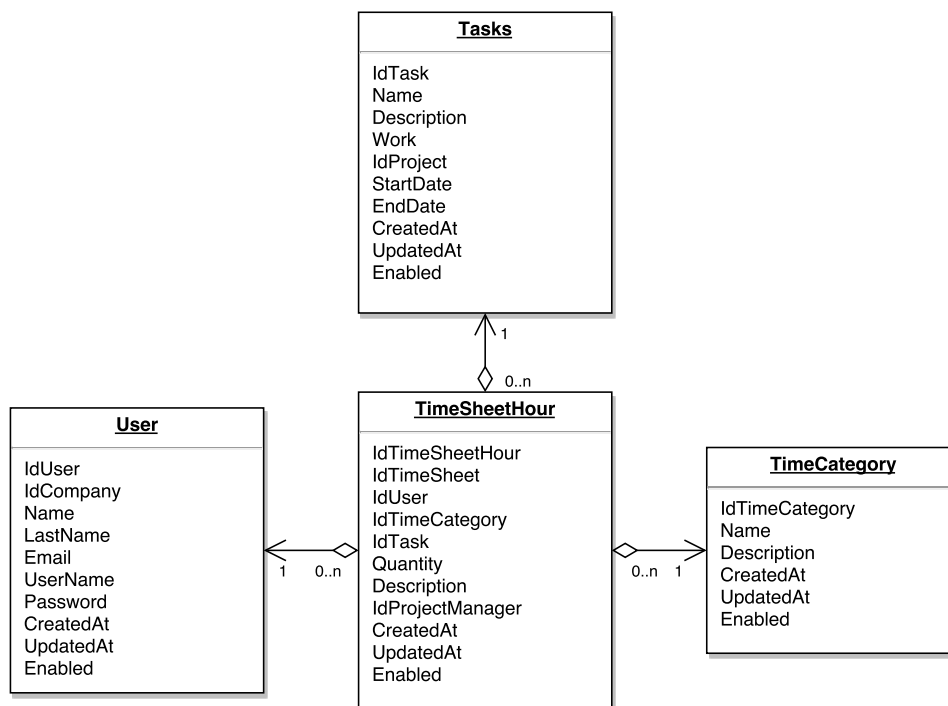 Tasks
IdTask
Name
Description
Work
IdProject
StartDate
EndDate
CreatedAt
UpdatedAt
Enabled
1
0..n
User
IdUser
IdCompany
Name
LastName
Email
UserName
Password
CreatedAt
UpdatedAt
Enabled
1
0..n
TimeSheetHour
IdTimeSheetHour
IdTimeSheet
IdUser
IdTimeCategory
IdTask
Quantity
Description
IdProjectManager
CreatedAt
UpdatedAt
Enabled
0..n
1
TimeCategory
IdTimeCategory
Name
Description
CreatedAt
UpdatedAt
Enabled